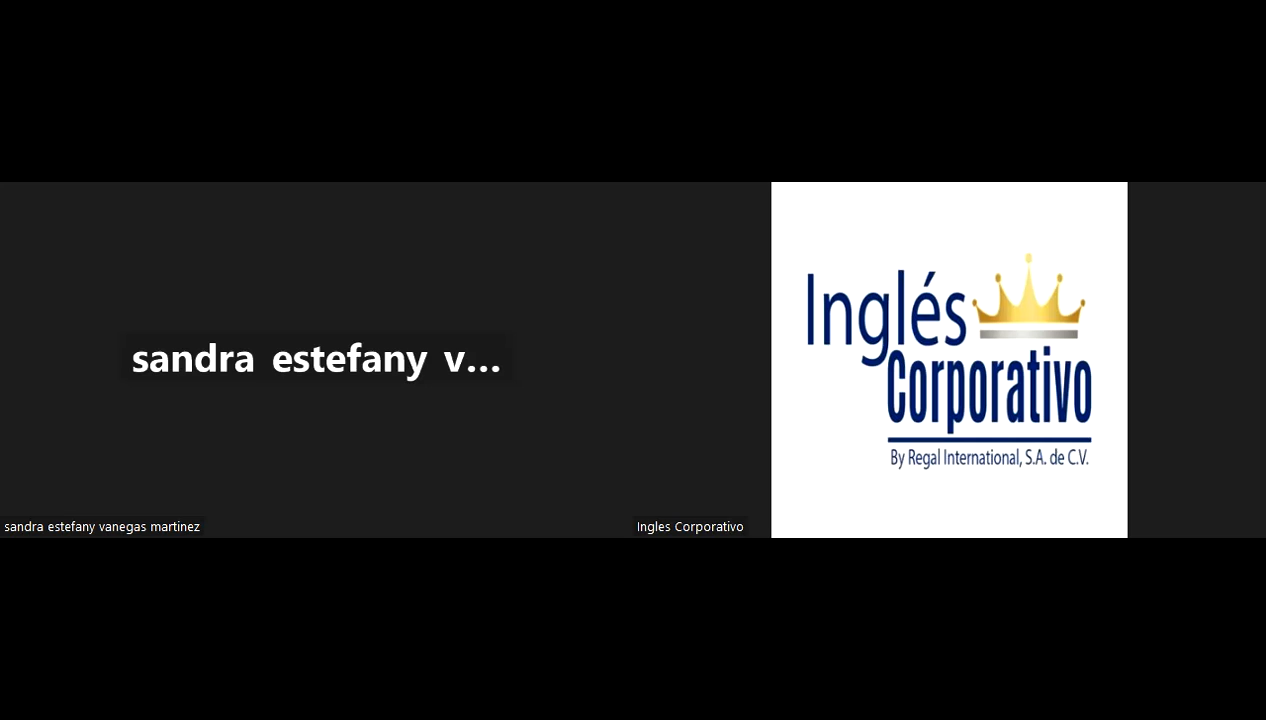 sandra estefany v...
sandra estefany vanegas martinez
Inglés
Corporativo
By Regal International, S.A. de C.V.
Ingles Corporativo